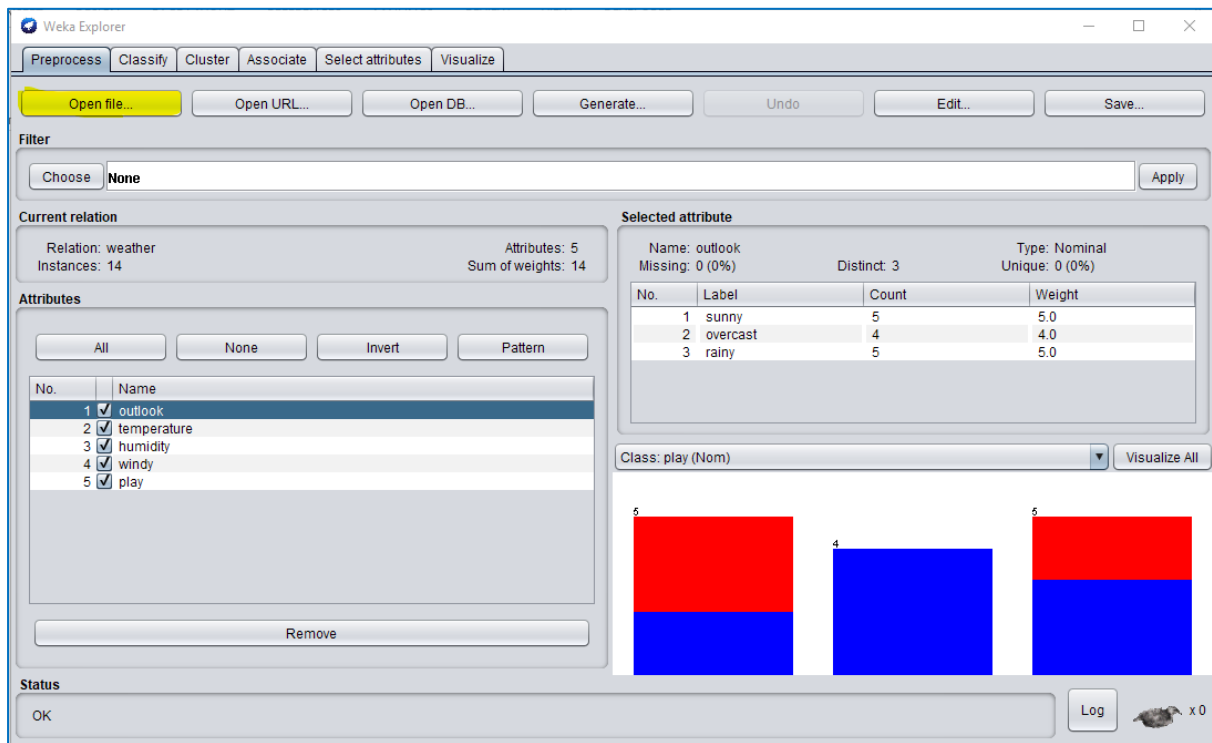 Weka Explorer
Preprocess Classify Cluster Associate Select attributes Visualize
Open file... Open URL... Open DB... Generate... Undo Edit... Save...
Filter
Choose None Apply
Current relation
Relation: weather Attributes: 5
Instances: 14 Sum of weights: 14
Attributes
All None Invert Pattern
No. Name
1 outlook
2 temperature
3 humidity
4 windy
5 play
Remove
Selected attribute
Name: outlook Type: Nominal
Missing: 0 (0%) Distinct: 3 Unique: 0 (0%)
No. Label Count Weight
1 sunny 5 5.0
2 overcast 4 4.0
3 rainy 5 5.0
Class: play (Nom) Visualize All
5 4 5
Status
OK Log x 0